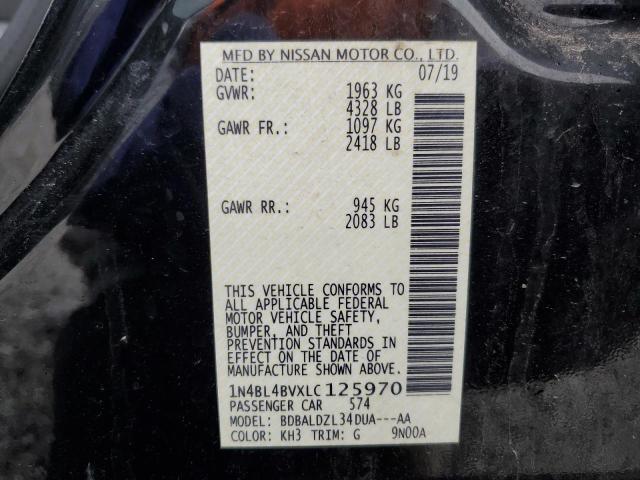 MFD BY NISSAN MOTOR CO., LTD.
DATE: 07/19
GVWR: 1963 KG
4328 LB
GAWR FR.: 1097 KG
2418 LB
GAWR RR.: 945 KG
2083 LB
THIS VEHICLE CONFORMS TO
ALL APPLICABLE FEDERAL
MOTOR VEHICLE SAFETY,
BUMPER, AND THEFT
PREVENTION STANDARDS IN
EFFECT ON THE DATE OF
MANUFACTURE SHOWN ABOVE.
1N4BL4BVXLC125970
PASSENGER CAR 574
MODEL: BDBALDZL34DUA---AA
COLOR: KH3 TRIM: G 9N00A